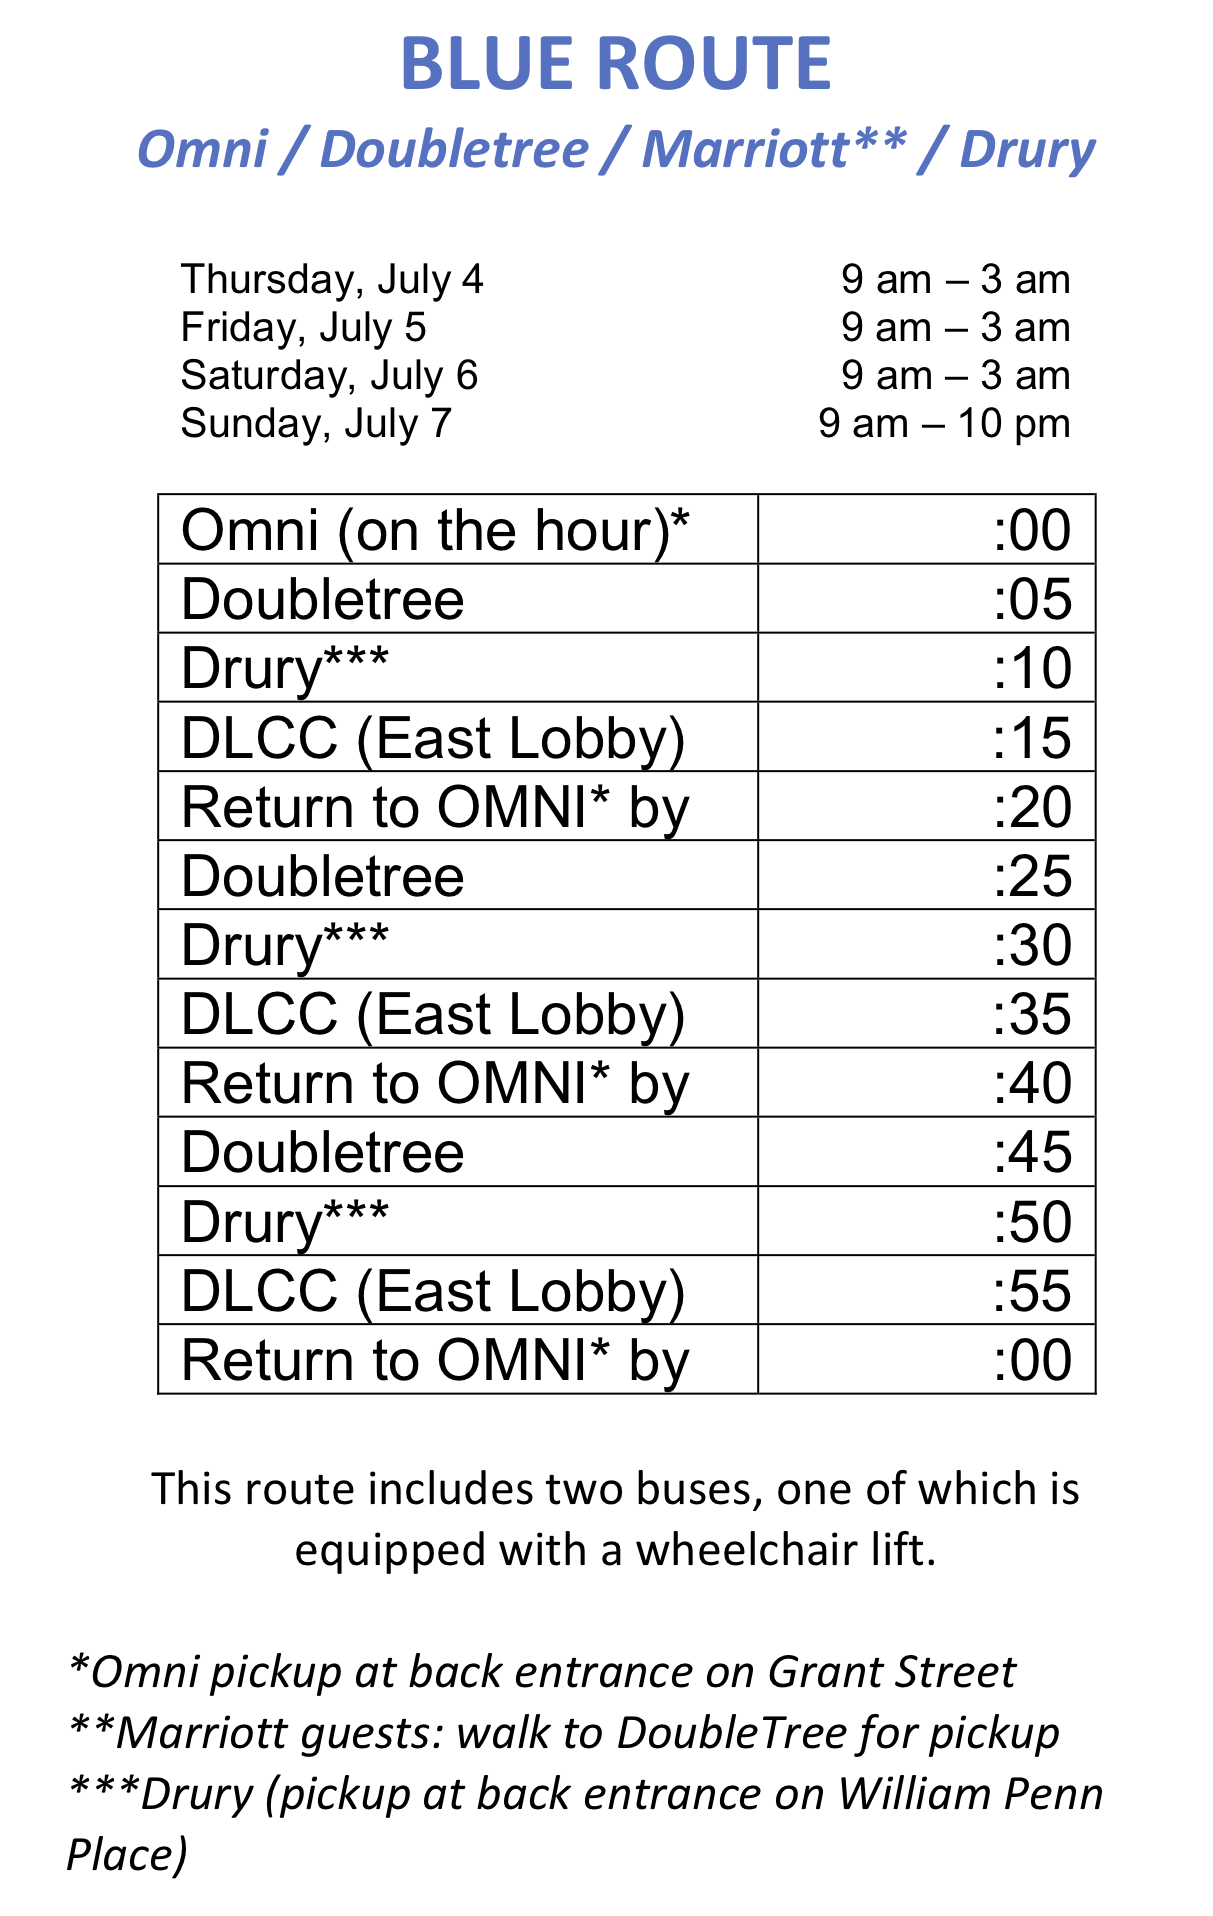 BLUE ROUTE
Omni / Doubletree / Marriott** / Drury
Thursday, July 4 9 am – 3 am
Friday, July 5 9 am – 3 am
Saturday, July 6 9 am – 3 am
Sunday, July 7 9 am – 10 pm
Omni (on the hour)* :00
Doubletree :05
Drury*** :10
DLCC (East Lobby) :15
Return to OMNI* by :20
Doubletree :25
Drury*** :30
DLCC (East Lobby) :35
Return to OMNI* by :40
Doubletree :45
Drury*** :50
DLCC (East Lobby) :55
Return to OMNI* by :00
This route includes two buses, one of which is
equipped with a wheelchair lift.
*Omni pickup at back entrance on Grant Street
**Marriott guests: walk to DoubleTree for pickup
***Drury (pickup at back entrance on William Penn
Place)